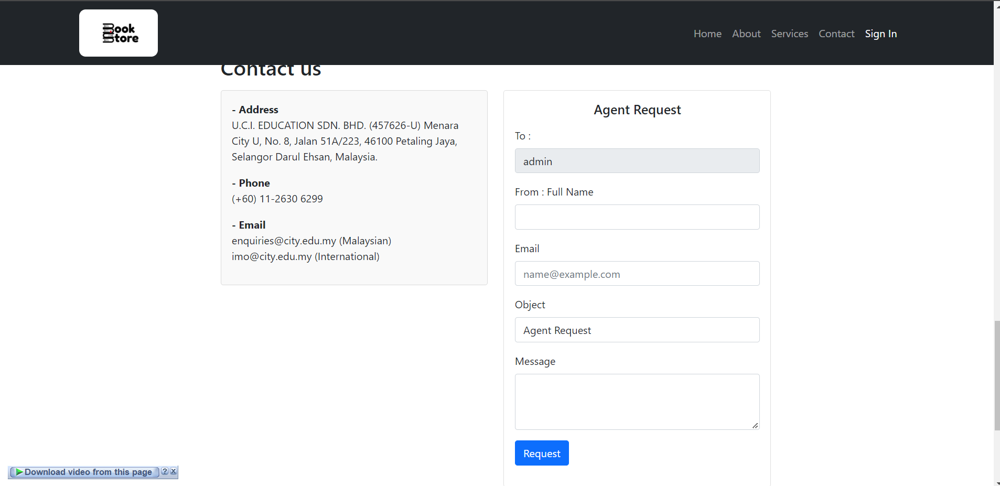 Book
Store
Home About Services Contact Sign In
Contact us
- Address
U.C.I. EDUCATION SDN. BHD. (457626-U) Menara
City U, No. 8, Jalan 51A/223, 46100 Petaling Jaya,
Selangor Darul Ehsan, Malaysia.
- Phone
(+60) 11-2630 6299
- Email
enquiries@city.edu.my (Malaysian)
imo@city.edu.my (International)
Agent Request
To :
admin
From : Full Name
Email
name@example.com
Object
Agent Request
Message
Request
Download video from this page ? X